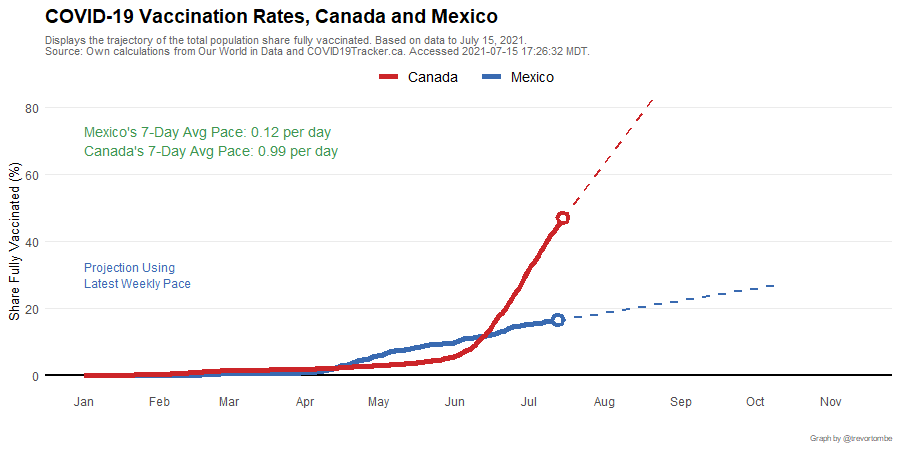 COVID-19 Vaccination Rates, Canada and Mexico
Displays the trajectory of the total population share fully vaccinated. Based on data to July 15, 2021.
Source: Own calculations from Our World in Data and COVID19Tracker.ca. Accessed 2021-07-15 17:26:32 MDT.
Canada Mexico
80
Mexico's 7-Day Avg Pace: 0.12 per day
Canada's 7-Day Avg Pace: 0.99 per day
60
40
Projection Using
Latest Weekly Pace
20
0
Share Fully Vaccinated (%)
Jan Feb Mar Apr May Jun Jul Aug Sep Oct Nov
Graph by @trevortombe